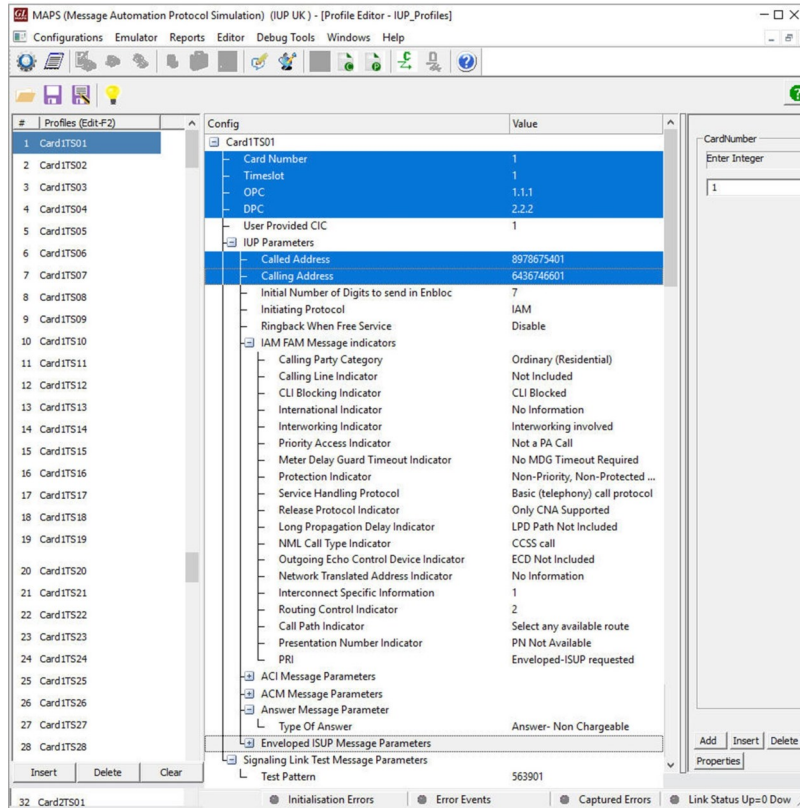 GL MAPS (Message Automation Protocol Simulation) (IUP UK ) - [Profile Editor - IUP_Profiles]
Configurations Emulator Reports Editor Debug Tools Windows Help
# Profiles (Edit-F2)
1 Card1TS01
2 Card1TS02
3 Card1TS03
4 Card1TS04
5 Card1TS05
6 Card1TS06
7 Card1TS07
8 Card1TS08
9 Card1TS09
10 Card1TS10
11 Card1TS11
12 Card1TS12
13 Card1TS13
14 Card1TS14
15 Card1TS15
16 Card1TS16
17 Card1TS17
18 Card1TS18
19 Card1TS19
20 Card1TS20
21 Card1TS21
22 Card1TS22
23 Card1TS23
24 Card1TS24
25 Card1TS25
26 Card1TS26
27 Card1TS27
28 Card1TS28
Insert Delete Clear
32 Card2TS01
Config Value
Card1TS01
Card Number 1
Timeslot 1
OPC 1.1.1
DPC 2.2.2
User Provided CIC 1
IUP Parameters
Called Address 8978675401
Calling Address 6436746601
Initial Number of Digits to send in Enbloc 7
Initiating Protocol IAM
Ringback When Free Service Disable
IAM FAM Message indicators
Calling Party Category Ordinary (Residential)
Calling Line Indicator Not Included
CLI Blocking Indicator CLI Blocked
International Indicator No Information
Interworking Indicator Interworking involved
Priority Access Indicator Not a PA Call
Meter Delay Guard Timeout Indicator No MDG Timeout Required
Protection Indicator Non-Priority, Non-Protected ...
Service Handling Protocol Basic (telephony) call protocol
Release Protocol Indicator Only CNA Supported
Long Propagation Delay Indicator LPD Path Not Included
NML Call Type Indicator CCSS call
Outgoing Echo Control Device Indicator ECD Not Included
Network Translated Address Indicator No Information
Interconnect Specific Information 1
Routing Control Indicator 2
Call Path Indicator Select any available route
Presentation Number Indicator PN Not Available
PRI Enveloped-ISUP requested
ACI Message Parameters
ACM Message Parameters
Answer Message Parameter
Type Of Answer Answer- Non Chargeable
Enveloped ISUP Message Parameters
Signaling Link Test Message Parameters
Test Pattern 563901
CardNumber
Enter Integer
1
Add Insert Delete
Properties
Initialisation Errors Error Events Captured Errors Link Status Up=0 Dow